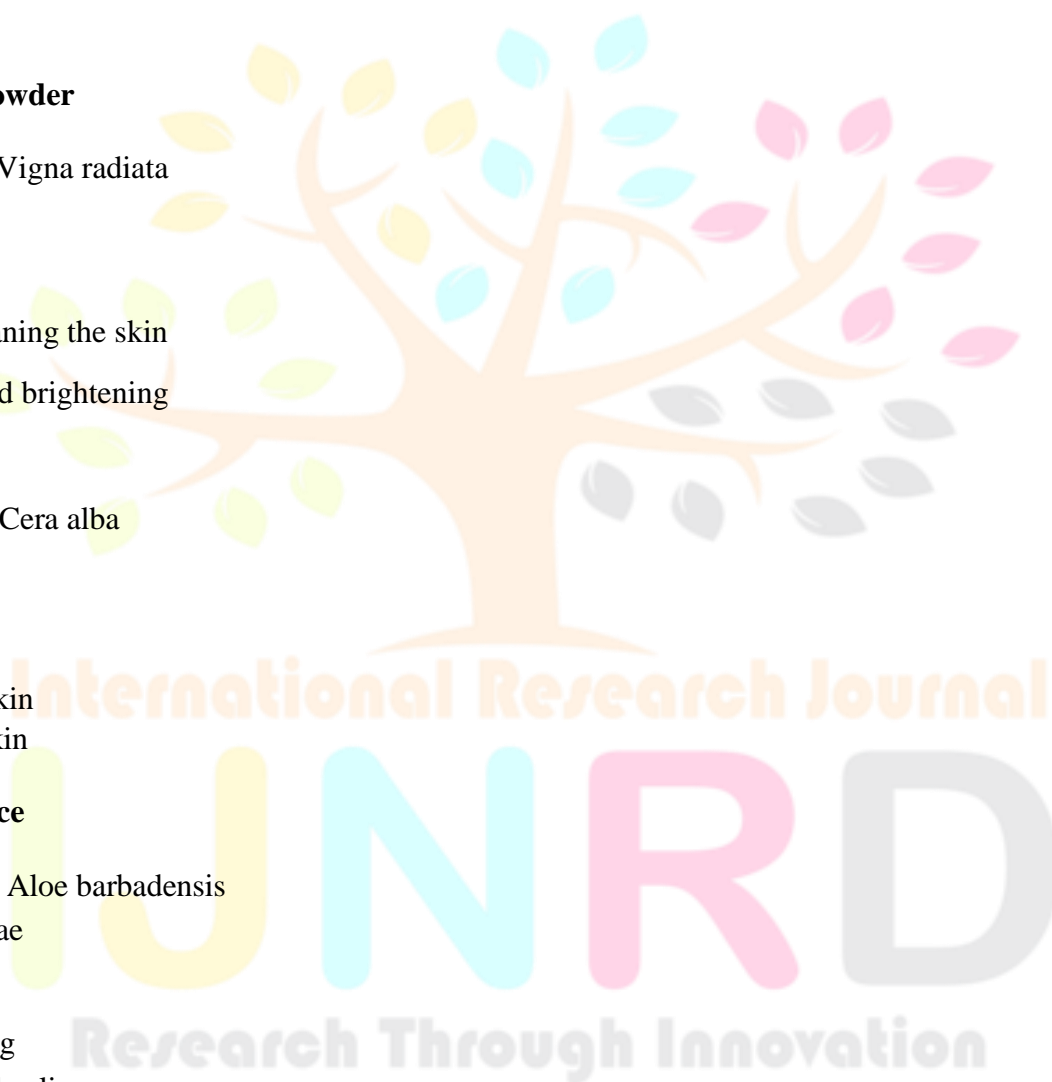 owder
Vigna radiata
ning the skin
d brightening
Cera alba
International Research Journal
kin
kin
ce
Aloe barbadensis
ae
IJNRD
g
Research Through Innovation